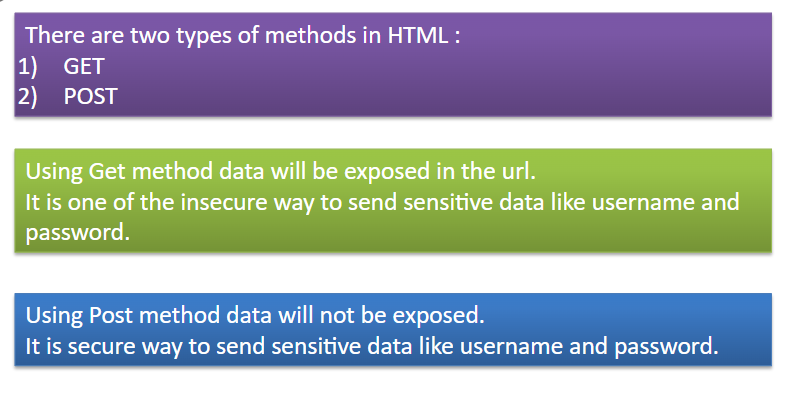 There are two types of methods in HTML :
1) GET
2) POST
Using Get method data will be exposed in the url.
It is one of the insecure way to send sensitive data like username and
password.
Using Post method data will not be exposed.
It is secure way to send sensitive data like username and password.